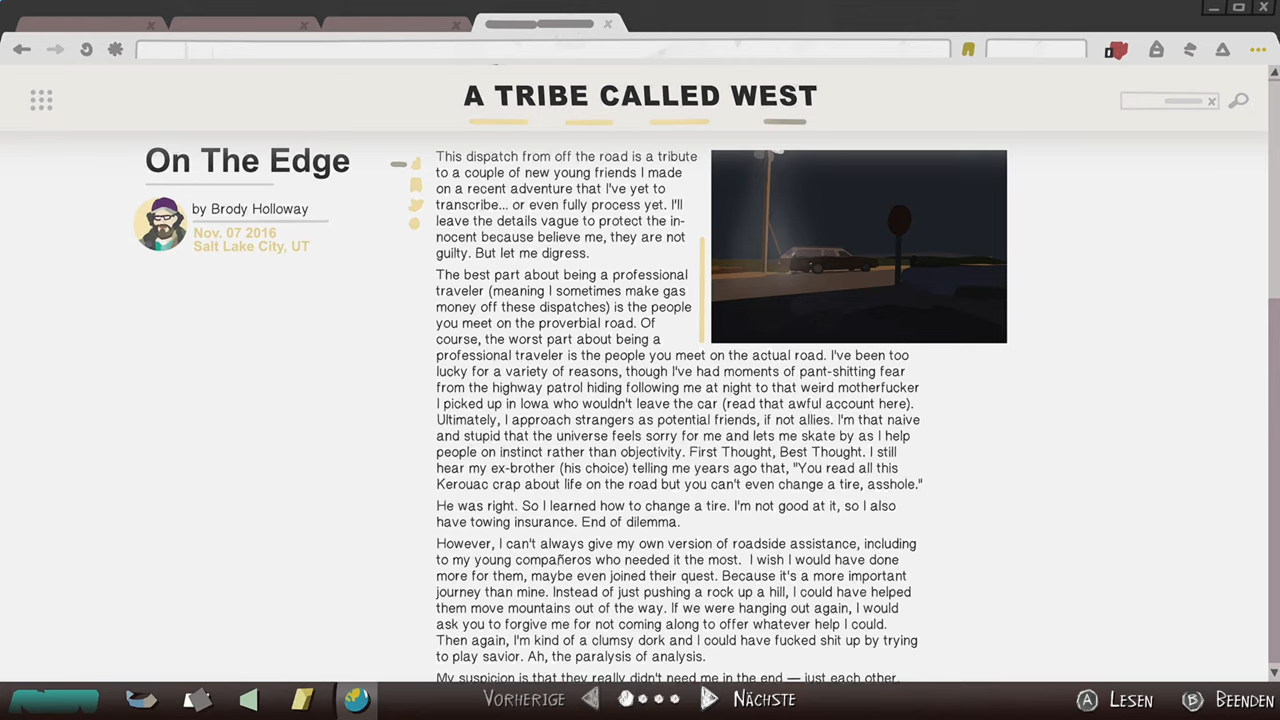 A TRIBE CALLED WEST
On The Edge
by Brody Holloway
Nov. 07 2016
Salt Lake City, UT
This dispatch from off the road is a tribute
to a couple of new young friends I made
on a recent adventure that I've yet to
transcribe... or even fully process yet. I'll
leave the details vague to protect the in-
nocent because believe me, they are not
guilty. But let me digress.
The best part about being a professional
traveler (meaning I sometimes make gas
money off these dispatches) is the people
you meet on the proverbial road. Of
course, the worst part about being a
professional traveler is the people you meet on the actual road. I've been too
lucky for a variety of reasons, though I've had moments of pant-shitting fear
from the highway patrol hiding following me at night to that weird motherfucker
I picked up in Iowa who wouldn't leave the car (read that awful account here).
Ultimately, I approach strangers as potential friends, if not allies. I'm that naive
and stupid that the universe feels sorry for me and lets me skate by as I help
people on instinct rather than objectivity. First Thought, Best Thought. I still
hear my ex-brother (his choice) telling me years ago that, "You read all this
Kerouac crap about life on the road but you can't even change a tire, asshole."
He was right. So I learned how to change a tire. I'm not good at it, so I also
have towing insurance. End of dilemma.
However, I can't always give my own version of roadside assistance, including
to my young compañeros who needed it the most. I wish I would have done
more for them, maybe even joined their quest. Because it's a more important
journey than mine. Instead of just pushing a rock up a hill, I could have helped
them move mountains out of the way. If we were hanging out again, I would
ask you to forgive me for not coming along to offer whatever help I could.
Then again, I'm kind of a clumsy dork and I could have fucked shit up by trying
to play savior. Ah, the paralysis of analysis.
My suspicion is that they really didn't need me in the end — just each other.
VORHERIGE
NÄCHSTE
A LESEN
B BEENDEN